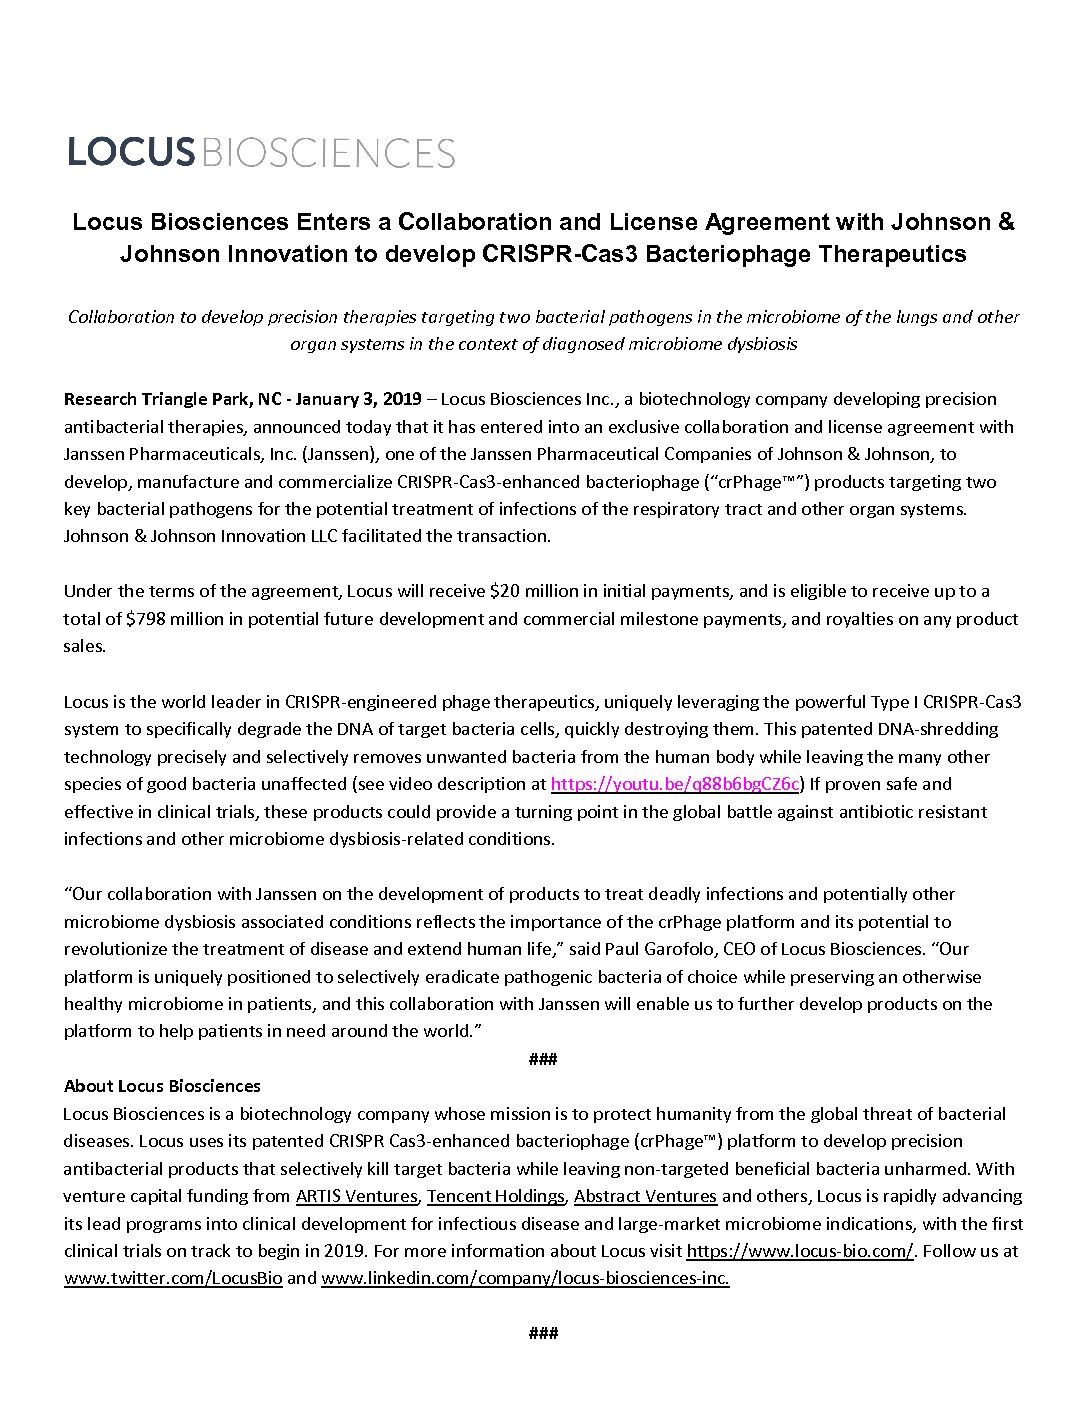 LOCUS BIOSCIENCES
Locus Biosciences Enters a Collaboration and License Agreement with Johnson &
Johnson Innovation to develop CRISPR-Cas3 Bacteriophage Therapeutics
Collaboration to develop precision therapies targeting two bacterial pathogens in the microbiome of the lungs and other
organ systems in the context of diagnosed microbiome dysbiosis
Research Triangle Park, NC - January 3, 2019 – Locus Biosciences Inc., a biotechnology company developing precision
antibacterial therapies, announced today that it has entered into an exclusive collaboration and license agreement with
Janssen Pharmaceuticals, Inc. (Janssen), one of the Janssen Pharmaceutical Companies of Johnson & Johnson, to
develop, manufacture and commercialize CRISPR-Cas3-enhanced bacteriophage (“crPhage™”) products targeting two
key bacterial pathogens for the potential treatment of infections of the respiratory tract and other organ systems.
Johnson & Johnson Innovation LLC facilitated the transaction.
Under the terms of the agreement, Locus will receive $20 million in initial payments, and is eligible to receive up to a
total of $798 million in potential future development and commercial milestone payments, and royalties on any product
sales.
Locus is the world leader in CRISPR-engineered phage therapeutics, uniquely leveraging the powerful Type I CRISPR-Cas3
system to specifically degrade the DNA of target bacteria cells, quickly destroying them. This patented DNA-shredding
technology precisely and selectively removes unwanted bacteria from the human body while leaving the many other
species of good bacteria unaffected (see video description at https://youtu.be/q88b6bgCZ6c) If proven safe and
effective in clinical trials, these products could provide a turning point in the global battle against antibiotic resistant
infections and other microbiome dysbiosis-related conditions.
“Our collaboration with Janssen on the development of products to treat deadly infections and potentially other
microbiome dysbiosis associated conditions reflects the importance of the crPhage platform and its potential to
revolutionize the treatment of disease and extend human life,” said Paul Garofolo, CEO of Locus Biosciences. “Our
platform is uniquely positioned to selectively eradicate pathogenic bacteria of choice while preserving an otherwise
healthy microbiome in patients, and this collaboration with Janssen will enable us to further develop products on the
platform to help patients in need around the world.”
###
About Locus Biosciences
Locus Biosciences is a biotechnology company whose mission is to protect humanity from the global threat of bacterial
diseases. Locus uses its patented CRISPR Cas3-enhanced bacteriophage (crPhage™) platform to develop precision
antibacterial products that selectively kill target bacteria while leaving non-targeted beneficial bacteria unharmed. With
venture capital funding from ARTIS Ventures, Tencent Holdings, Abstract Ventures and others, Locus is rapidly advancing
its lead programs into clinical development for infectious disease and large-market microbiome indications, with the first
clinical trials on track to begin in 2019. For more information about Locus visit https://www.locus-bio.com/. Follow us at
www.twitter.com/LocusBio and www.linkedin.com/company/locus-biosciences-inc.
###